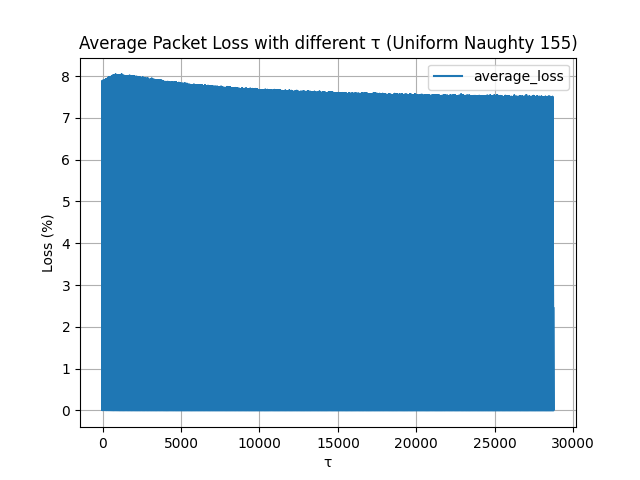 Average Packet Loss with different τ (Uniform Naughty 155)
average_loss
8
7
6
5
4
3
2
1
0
Loss (%)
0 5000 10000 15000 20000 25000 30000
τ